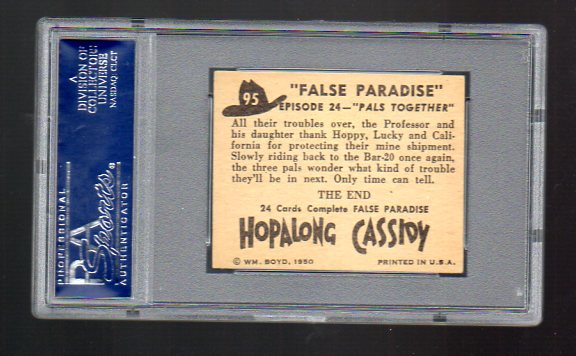 A
DIVISION OF
COLLECTORS
UNIVERSE
NASDAQ: CLCT
PROFESSIONAL
PSA
Sports
AUTHENTICATOR
95
"FALSE PARADISE"
EPISODE 24—"PALS TOGETHER"
All their troubles over, the Professor and
his daughter thank Hoppy, Lucky and Cali-
fornia for protecting their mine shipment.
Slowly riding back to the Bar-20 once again,
the three pals wonder what kind of trouble
they'll be in next. Only time can tell.
THE END
24 Cards Complete FALSE PARADISE
HOPALONG CASSIDY
© WM. BOYD, 1950
PRINTED IN U.S.A.